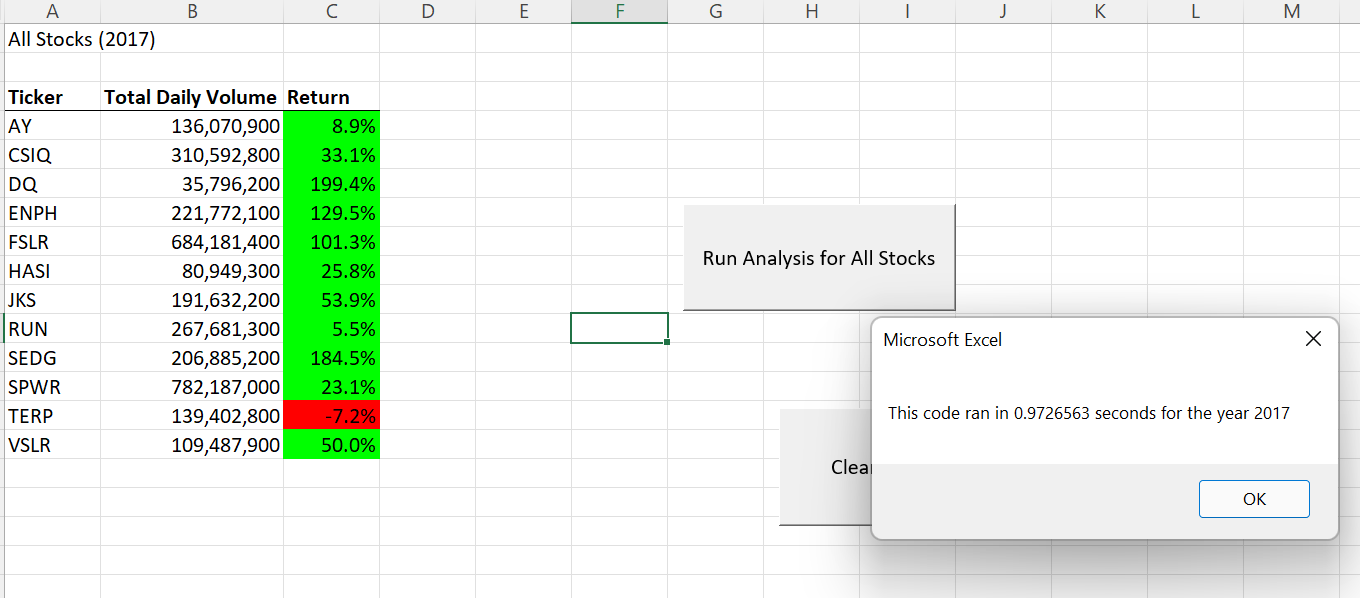 A B C D E F G H I J K L M
All Stocks (2017)
Ticker Total Daily Volume Return
AY 136,070,900 8.9%
CSIQ 310,592,800 33.1%
DQ 35,796,200 199.4%
ENPH 221,772,100 129.5%
FSLR 684,181,400 101.3%
HASI 80,949,300 25.8%
JKS 191,632,200 53.9%
RUN 267,681,300 5.5%
SEDG 206,885,200 184.5%
SPWR 782,187,000 23.1%
TERP 139,402,800 -7.2%
VSLR 109,487,900 50.0%
Run Analysis for All Stocks
Microsoft Excel
This code ran in 0.9726563 seconds for the year 2017
Clear
OK